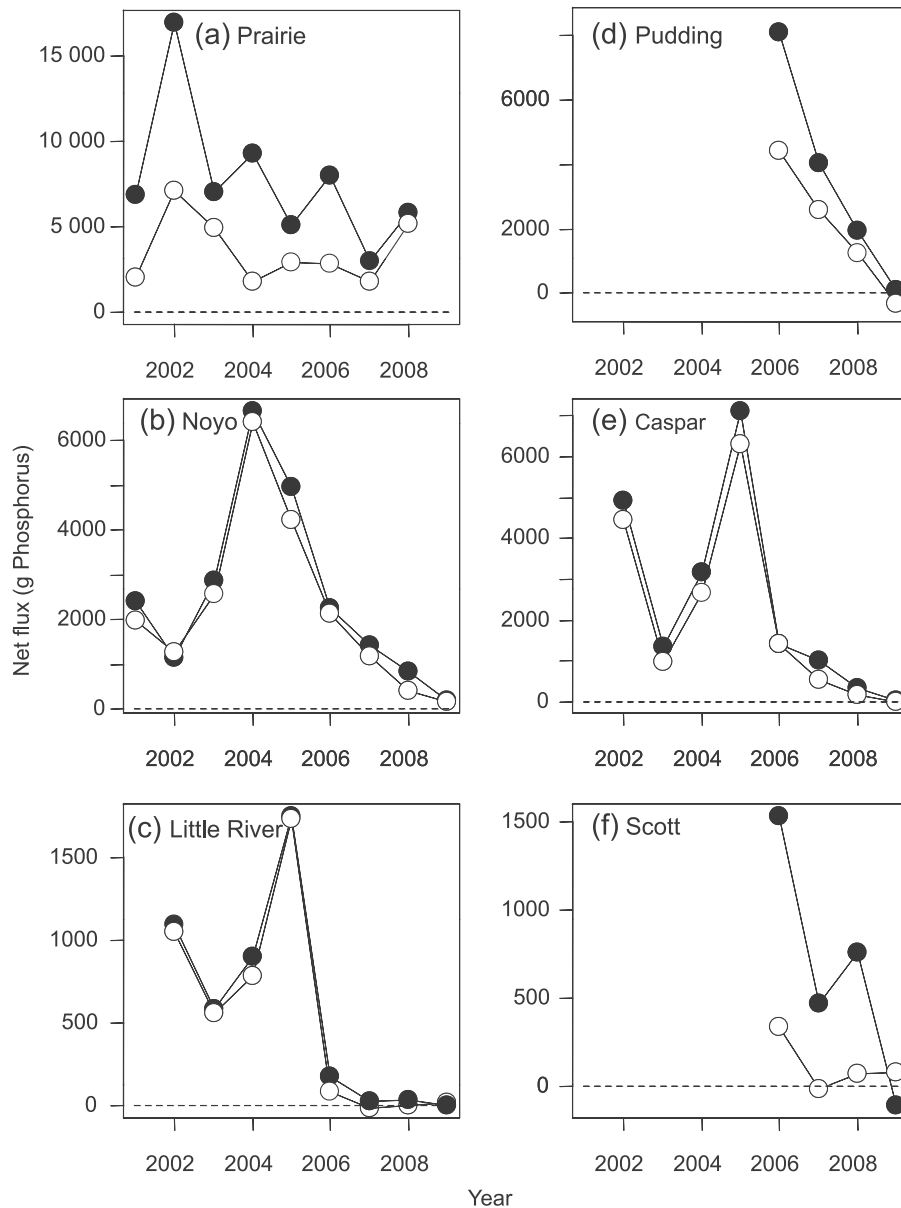 (a) Prairie
15 000
10 000
5 000
0
2002 2004 2006 2008
(d) Pudding
6000
2000
0
2002 2004 2006 2008
(b) Noyo
6000
4000
2000
0
2002 2004 2006 2008
(e) Caspar
6000
4000
2000
0
2002 2004 2006 2008
(c) Little River
1500
1000
500
0
2002 2004 2006 2008
(f) Scott
1500
1000
500
0
2002 2004 2006 2008
Net flux (g Phosphorus)
Year